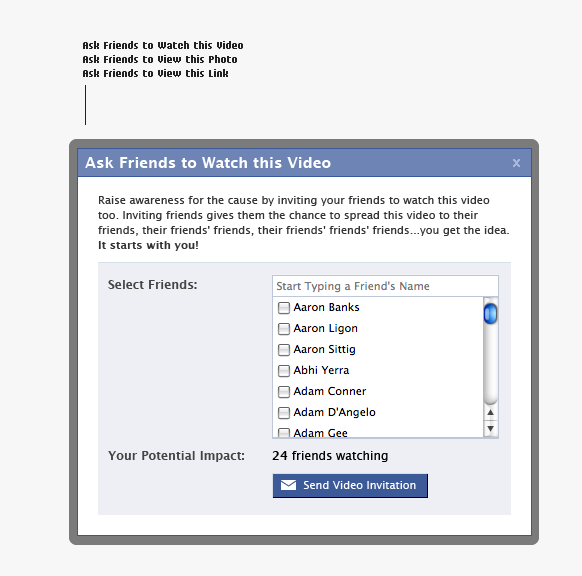 Ask Friends to Watch this Video
Ask Friends to View this Photo
Ask Friends to View this Link
Ask Friends to Watch this Video x
Raise awareness for the cause by inviting your friends to watch this video
too. Inviting friends gives them the chance to spread this video to their
friends, their friends' friends, their friends' friends' friends...you get the idea.
It starts with you!
Select Friends:
Start Typing a Friend's Name
Aaron Banks
Aaron Ligon
Aaron Sittig
Abhi Yerra
Adam Conner
Adam D'Angelo
Adam Gee
Your Potential Impact: 24 friends watching
Send Video Invitation